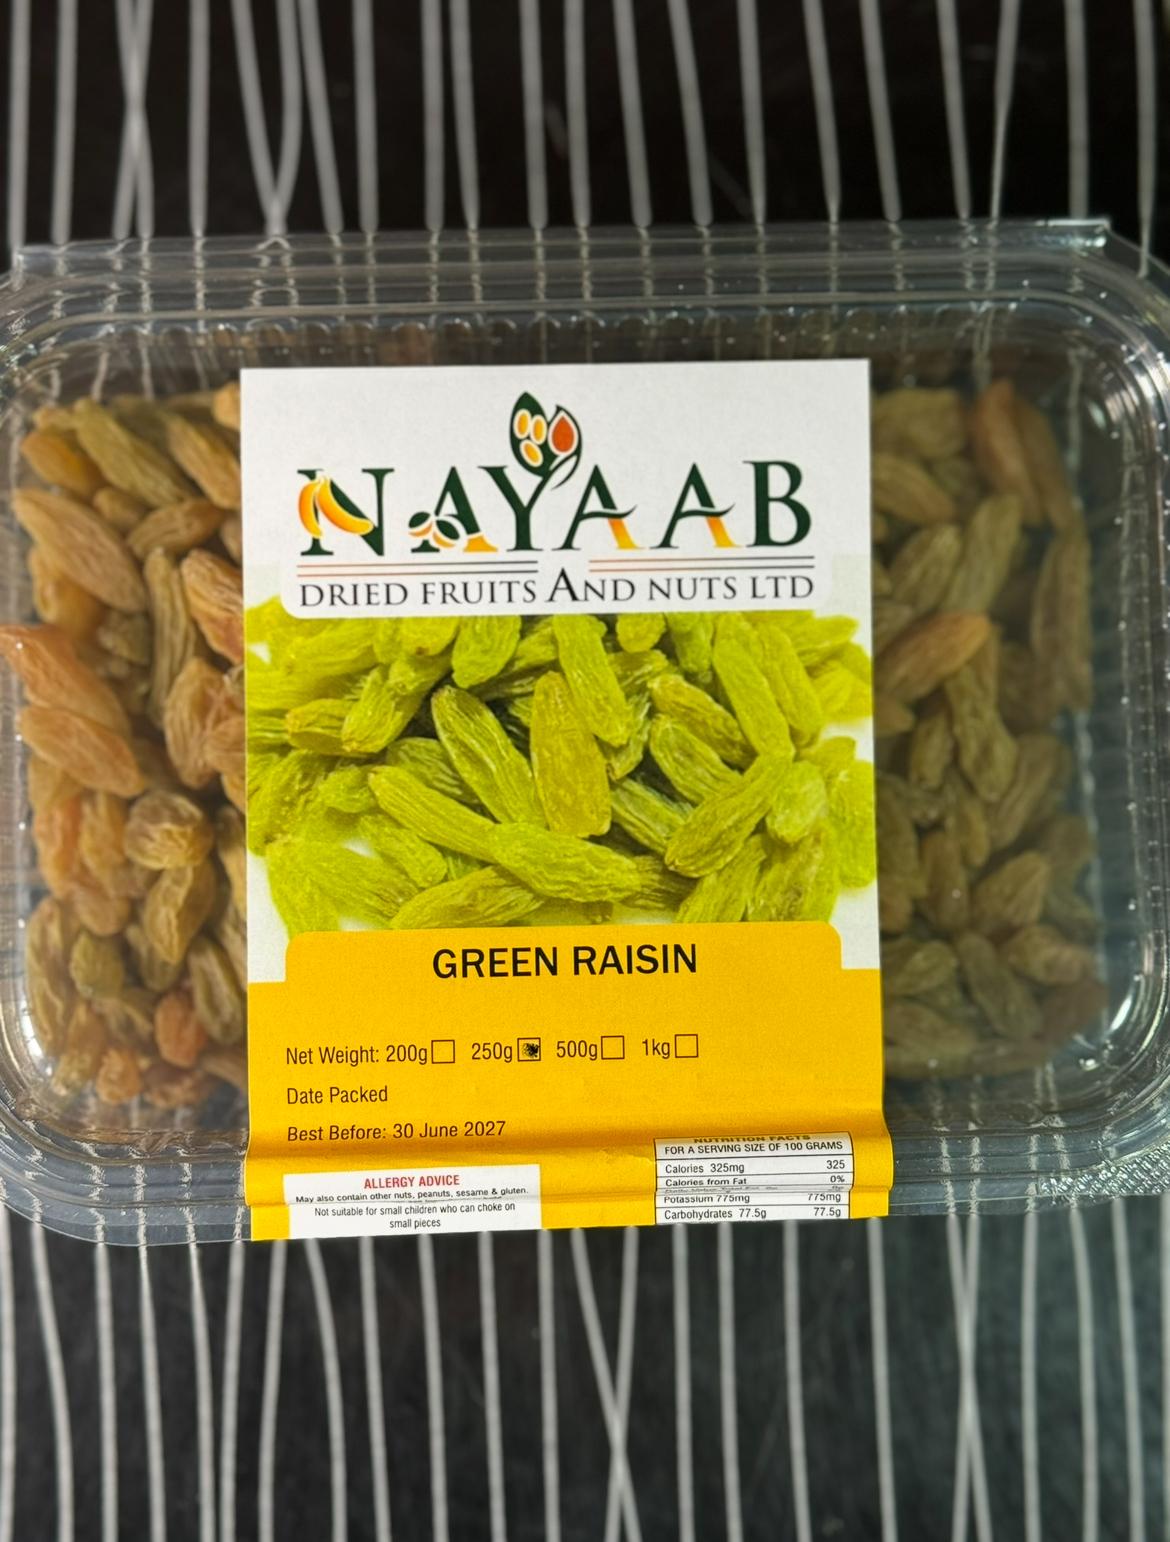 NAYAAB
DRIED FRUITS AND NUTS LTD
GREEN RAISIN
Net Weight: 200g 250g 500g 1kg
Date Packed
Best Before: 30 June 2027
ALLERGY ADVICE
May also contain other nuts, peanuts, sesame & gluten.
Not suitable for small children who can choke on
small pieces
NUTRITION FACTS
FOR A SERVING SIZE OF 100 GRAMS
Calories 325mg 325
Calories from Fat 0%
Potassium 775mg 775mg
Carbohydrates 77.5g 77.5g